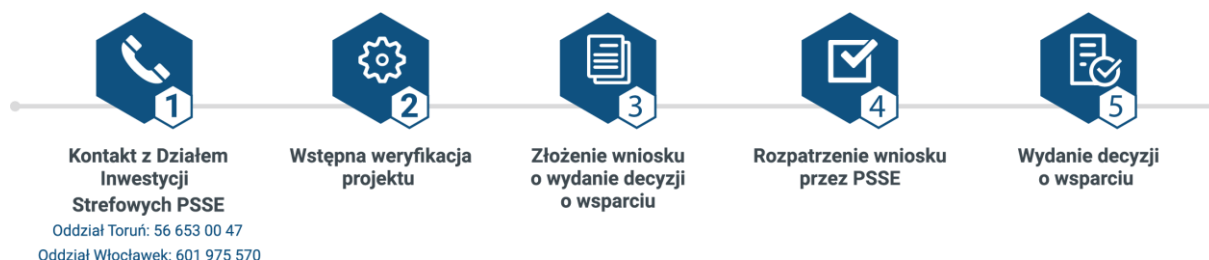 1
Kontakt z Działem
Inwestycji
Strefowych PSSE
Oddział Toruń: 56 653 00 47
Oddział Włocławek: 601 975 570
2
Wstępna weryfikacja
projektu
3
Złożenie wniosku
o wydanie decyzji
o wsparciu
4
Rozpatrzenie wniosku
przez PSSE
5
Wydanie decyzji
o wsparciu